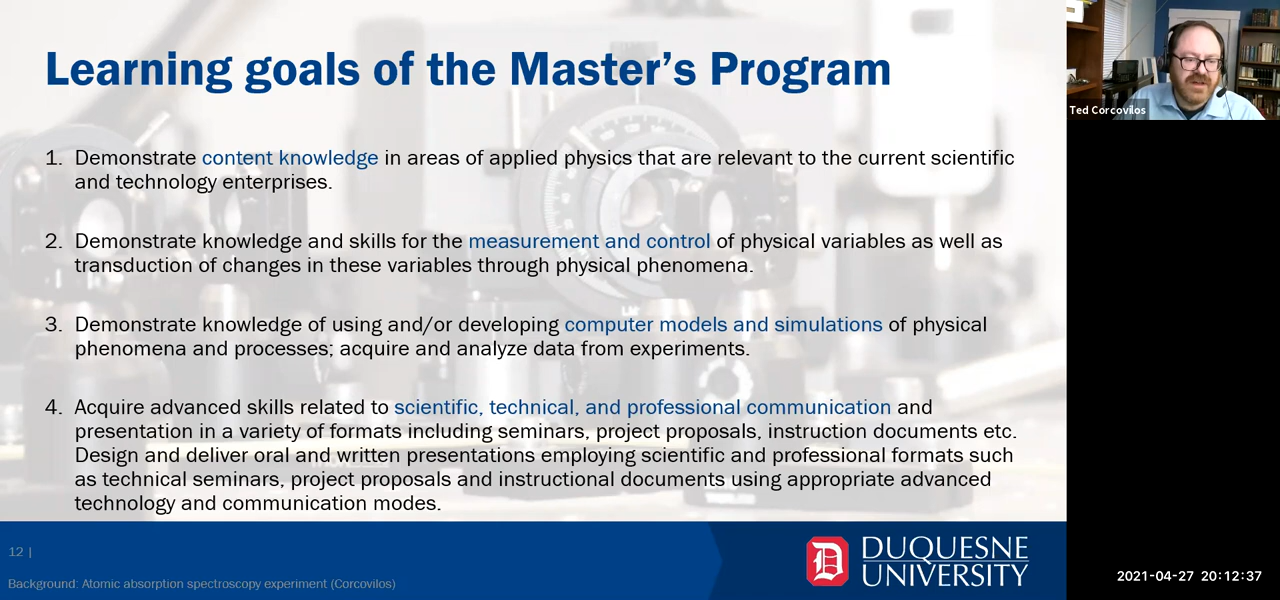 Learning goals of the Master's Program
1. Demonstrate content knowledge in areas of applied physics that are relevant to the current scientific
and technology enterprises.
2. Demonstrate knowledge and skills for the measurement and control of physical variables as well as
transduction of changes in these variables through physical phenomena.
3. Demonstrate knowledge of using and/or developing computer models and simulations of physical
phenomena and processes; acquire and analyze data from experiments.
4. Acquire advanced skills related to scientific, technical, and professional communication and
presentation in a variety of formats including seminars, project proposals, instruction documents etc.
Design and deliver oral and written presentations employing scientific and professional formats such
as technical seminars, project proposals and instructional documents using appropriate advanced
technology and communication modes.
12 |
Background: Atomic absorption spectroscopy experiment (Corcovilos)
D
DUQUESNE
UNIVERSITY
Ted Corcovilos
2021-04-27 20:12:37